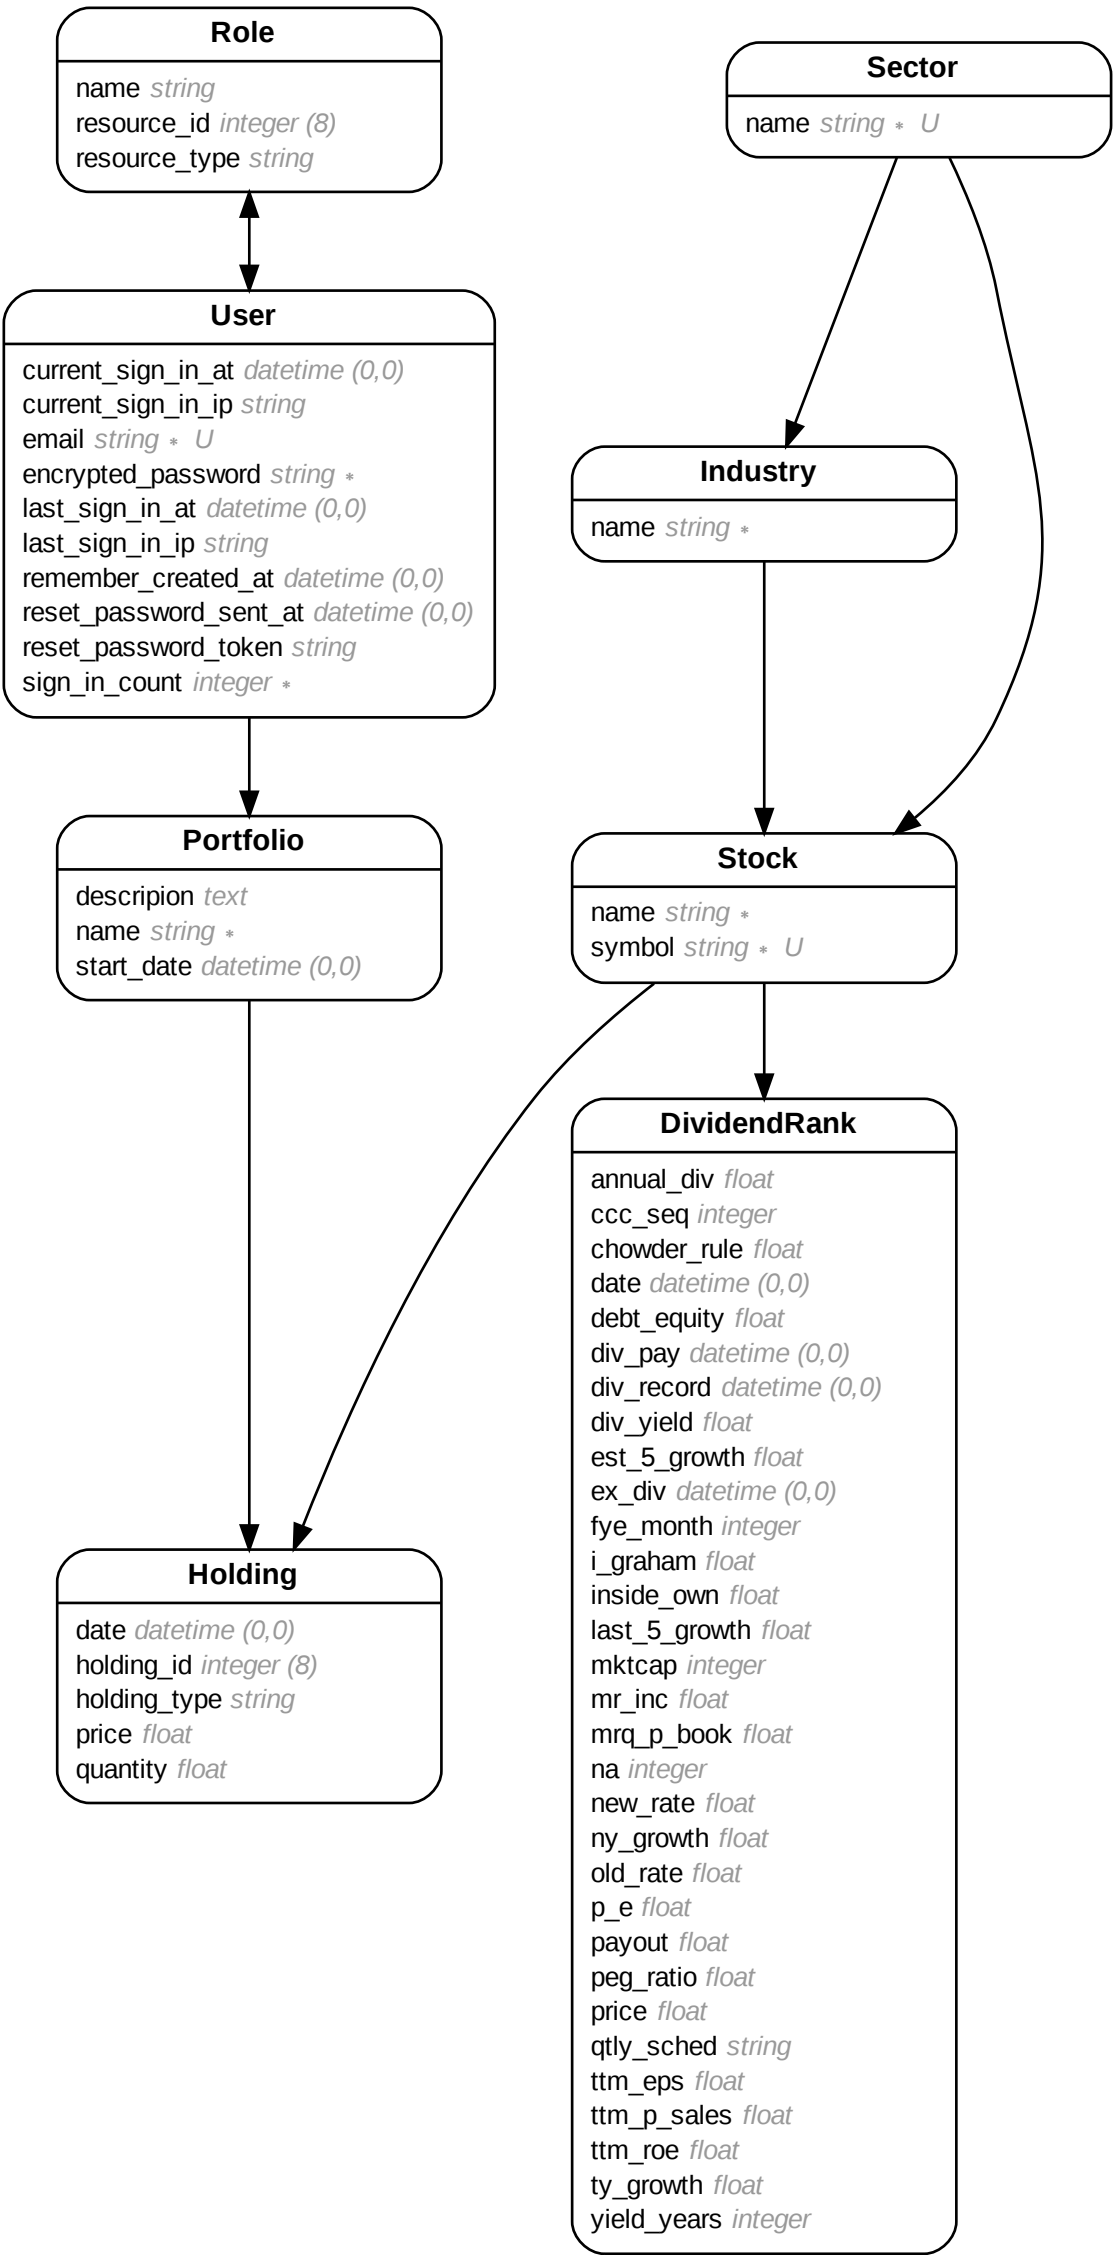 Role
name string
resource_id integer (8)
resource_type string
Sector
name string * U
User
current_sign_in_at datetime (0,0)
current_sign_in_ip string
email string * U
encrypted_password string *
last_sign_in_at datetime (0,0)
last_sign_in_ip string
remember_created_at datetime (0,0)
reset_password_sent_at datetime (0,0)
reset_password_token string
sign_in_count integer *
Industry
name string *
Portfolio
descripion text
name string *
start_date datetime (0,0)
Stock
name string *
symbol string * U
DividendRank
annual_div float
ccc_seq integer
chowder_rule float
date datetime (0,0)
debt_equity float
div_pay datetime (0,0)
div_record datetime (0,0)
div_yield float
est_5_growth float
ex_div datetime (0,0)
fye_month integer
i_graham float
inside_own float
last_5_growth float
mktcap integer
mr_inc float
mrq_p_book float
na integer
new_rate float
ny_growth float
old_rate float
p_e float
payout float
peg_ratio float
price float
qtly_sched string
ttm_eps float
ttm_p_sales float
ttm_roe float
ty_growth float
yield_years integer
Holding
date datetime (0,0)
holding_id integer (8)
holding_type string
price float
quantity float